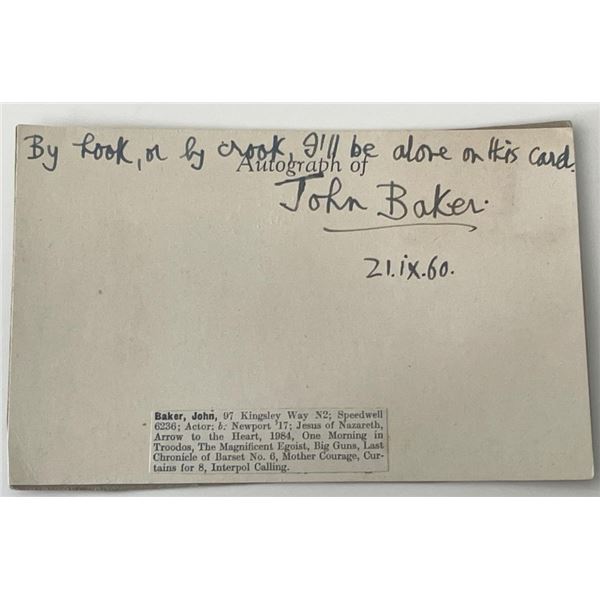 By hook, or by crook, I'll be alone on this card.
Autograph of
John Baker.
21.ix.60.
Baker, John, 97 Kingsley Way N2; Speedwell
6236; Actor; b: Newport '17; Jesus of Nazareth,
Arrow to the Heart, 1984, One Morning in
Troodos, The Magnificent Egoist, Big Guns, Last
Chronicle of Barset No. 6, Mother Courage, Cur-
tains for 8, Interpol Calling.